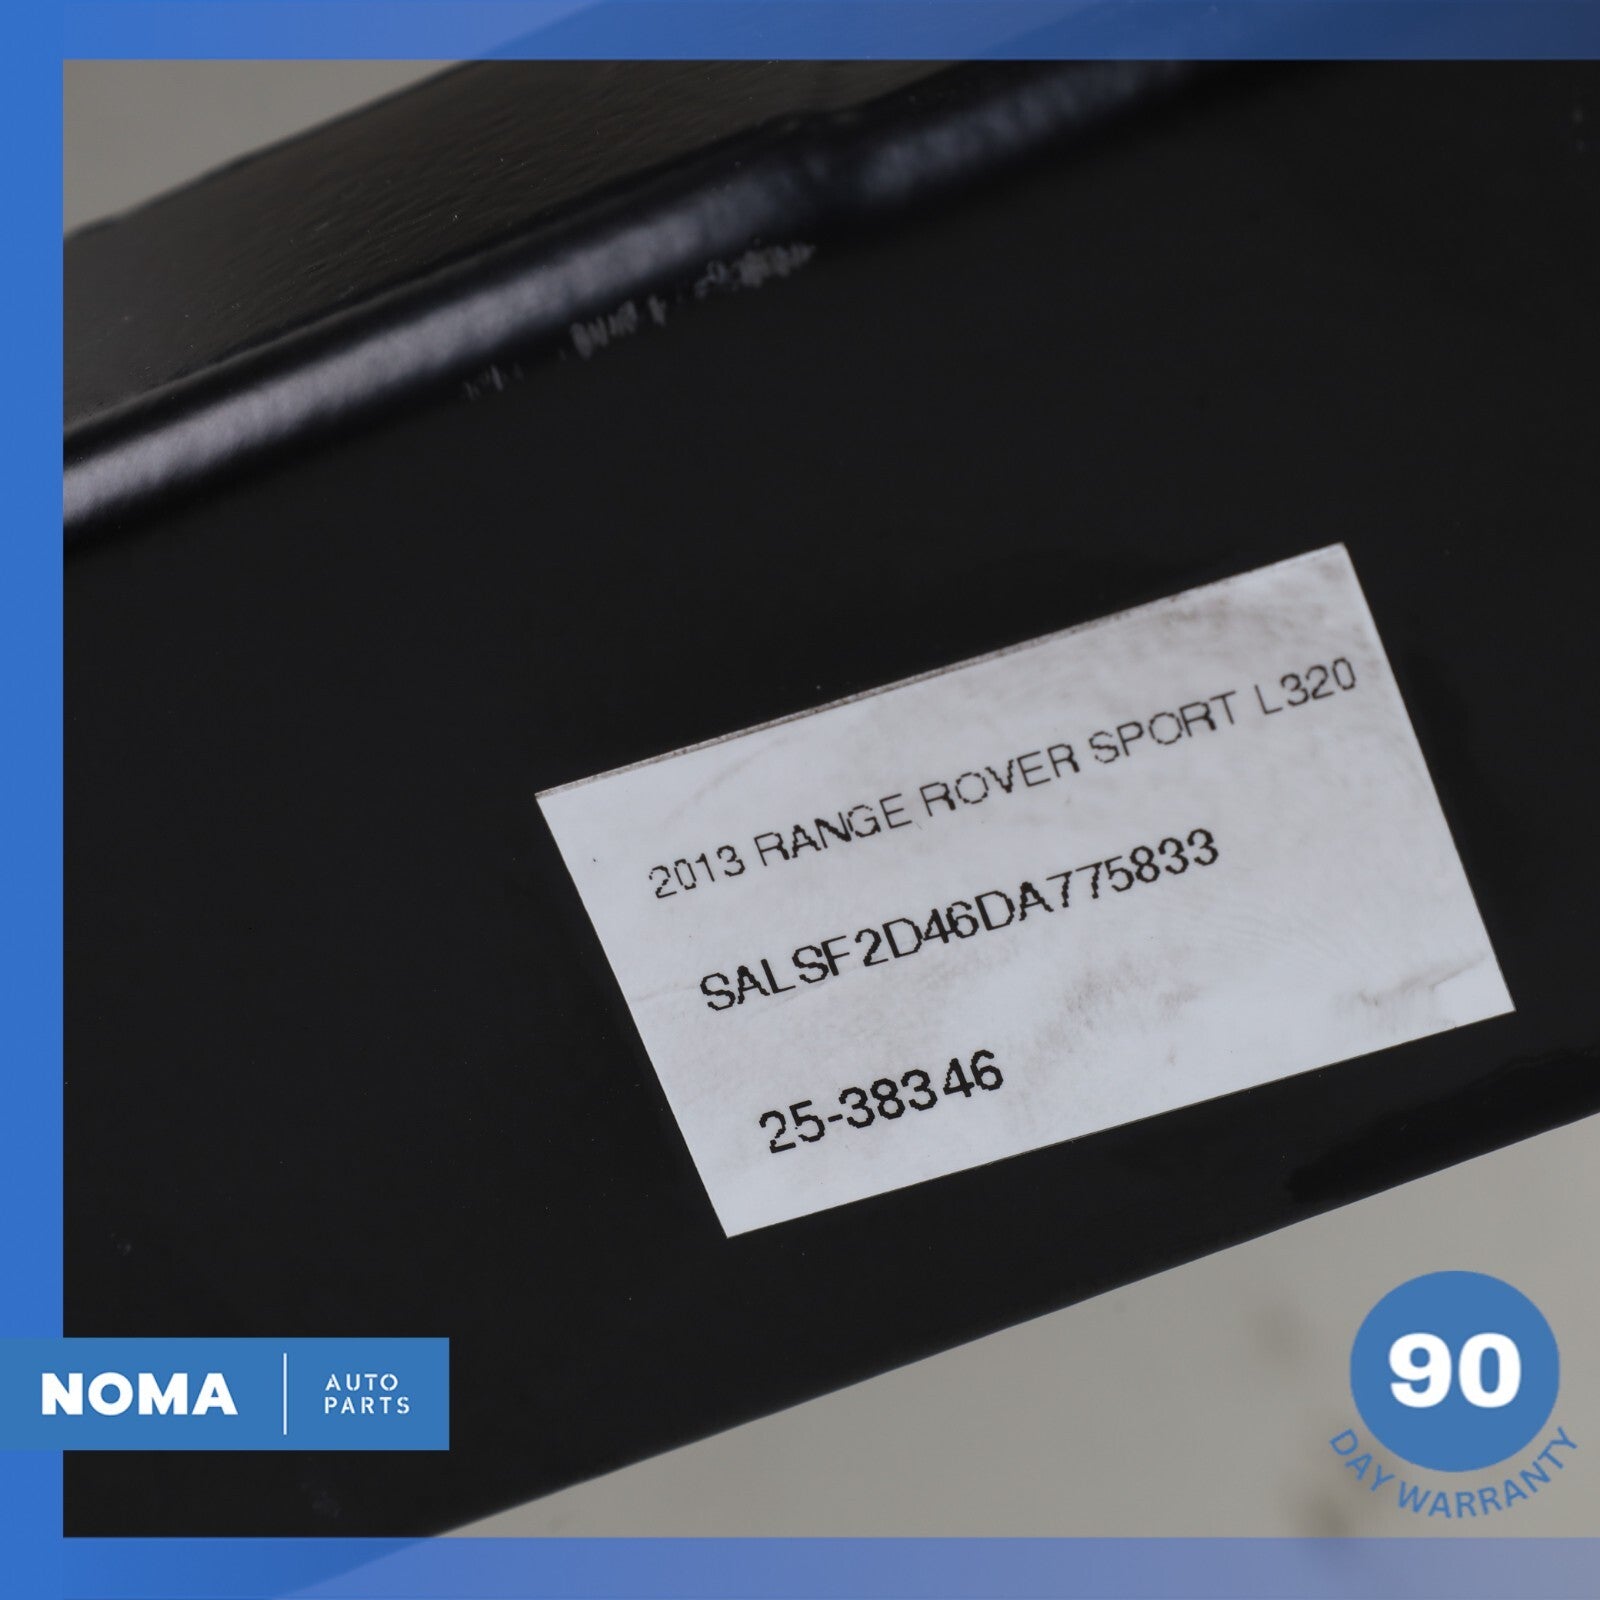 2013 RANGE ROVER SPORT L320
SALSF2D46DA775833
25-38346
NOMA
AUTO
PARTS
90
DAY WARRANTY